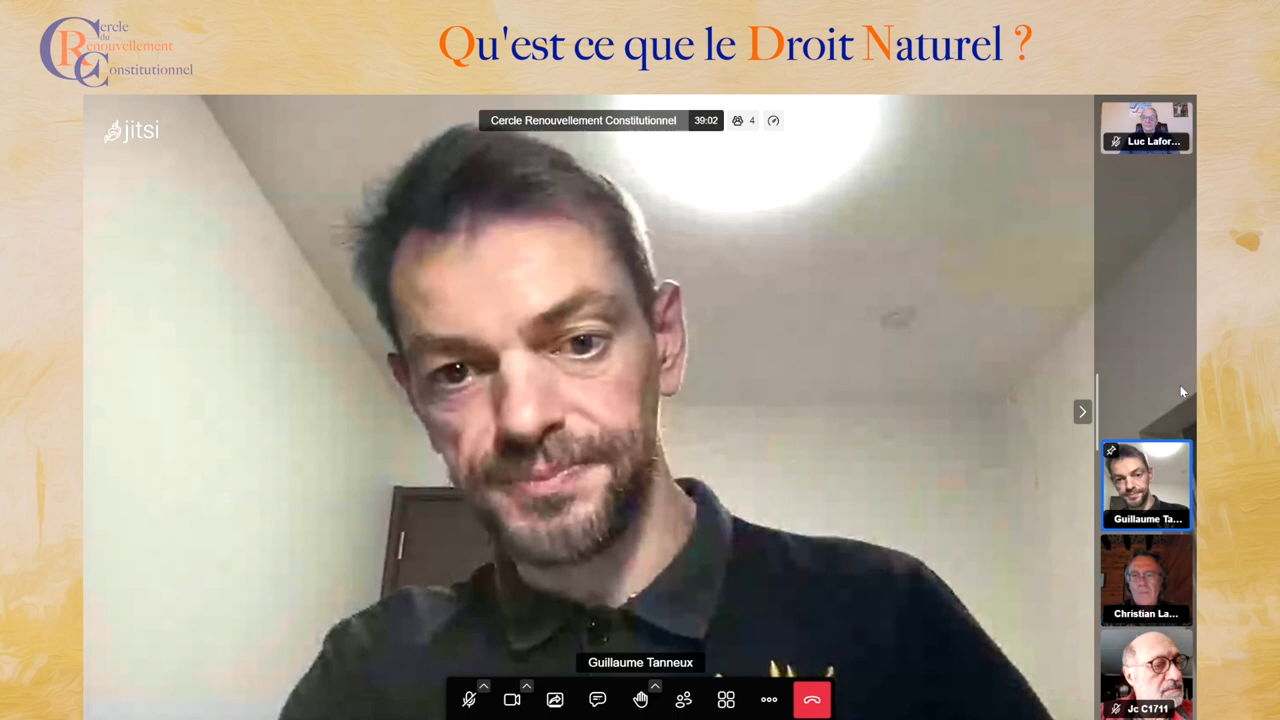 Cercle
du
Renouvellement
Constitutionnel
Qu'est ce que le Droit Naturel ?
jitsi
Cercle Renouvellement Constitutionnel 39:02 4
Luc Lafor...
Guillaume Ta...
Christian La...
Jc C1711
Guillaume Tanneux